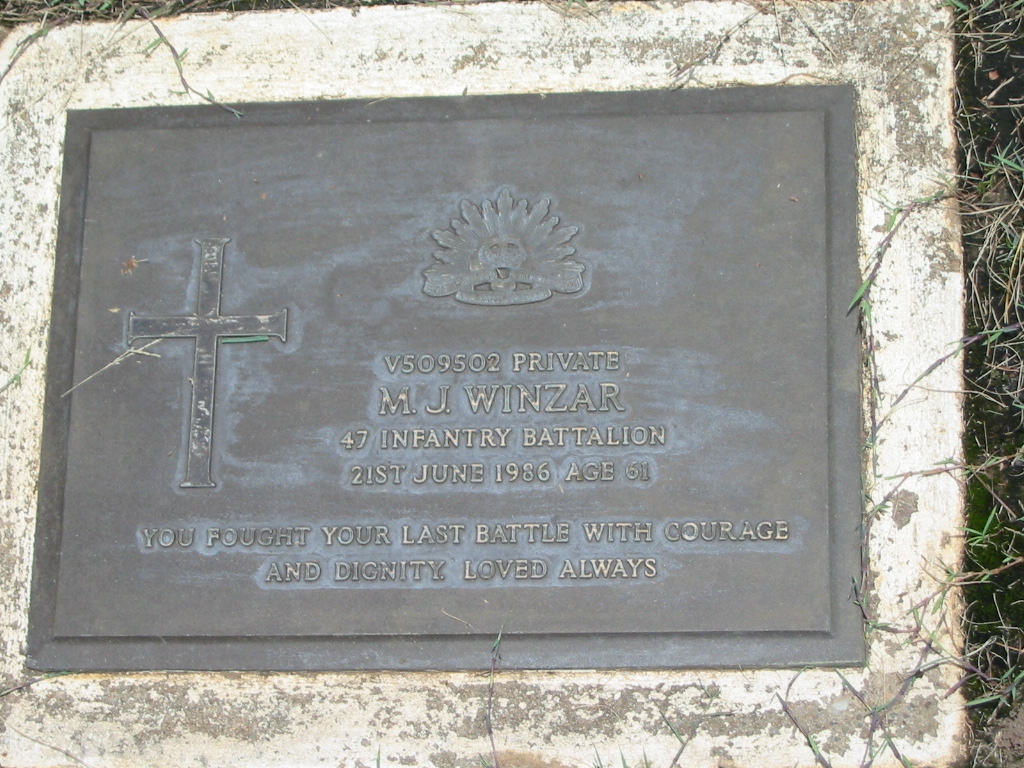 V509502 PRIVATE
M. J. WINZAR
47 INFANTRY BATTALION
21ST JUNE 1986 AGE 61
YOU FOUGHT YOUR LAST BATTLE WITH COURAGE
AND DIGNITY. LOVED ALWAYS